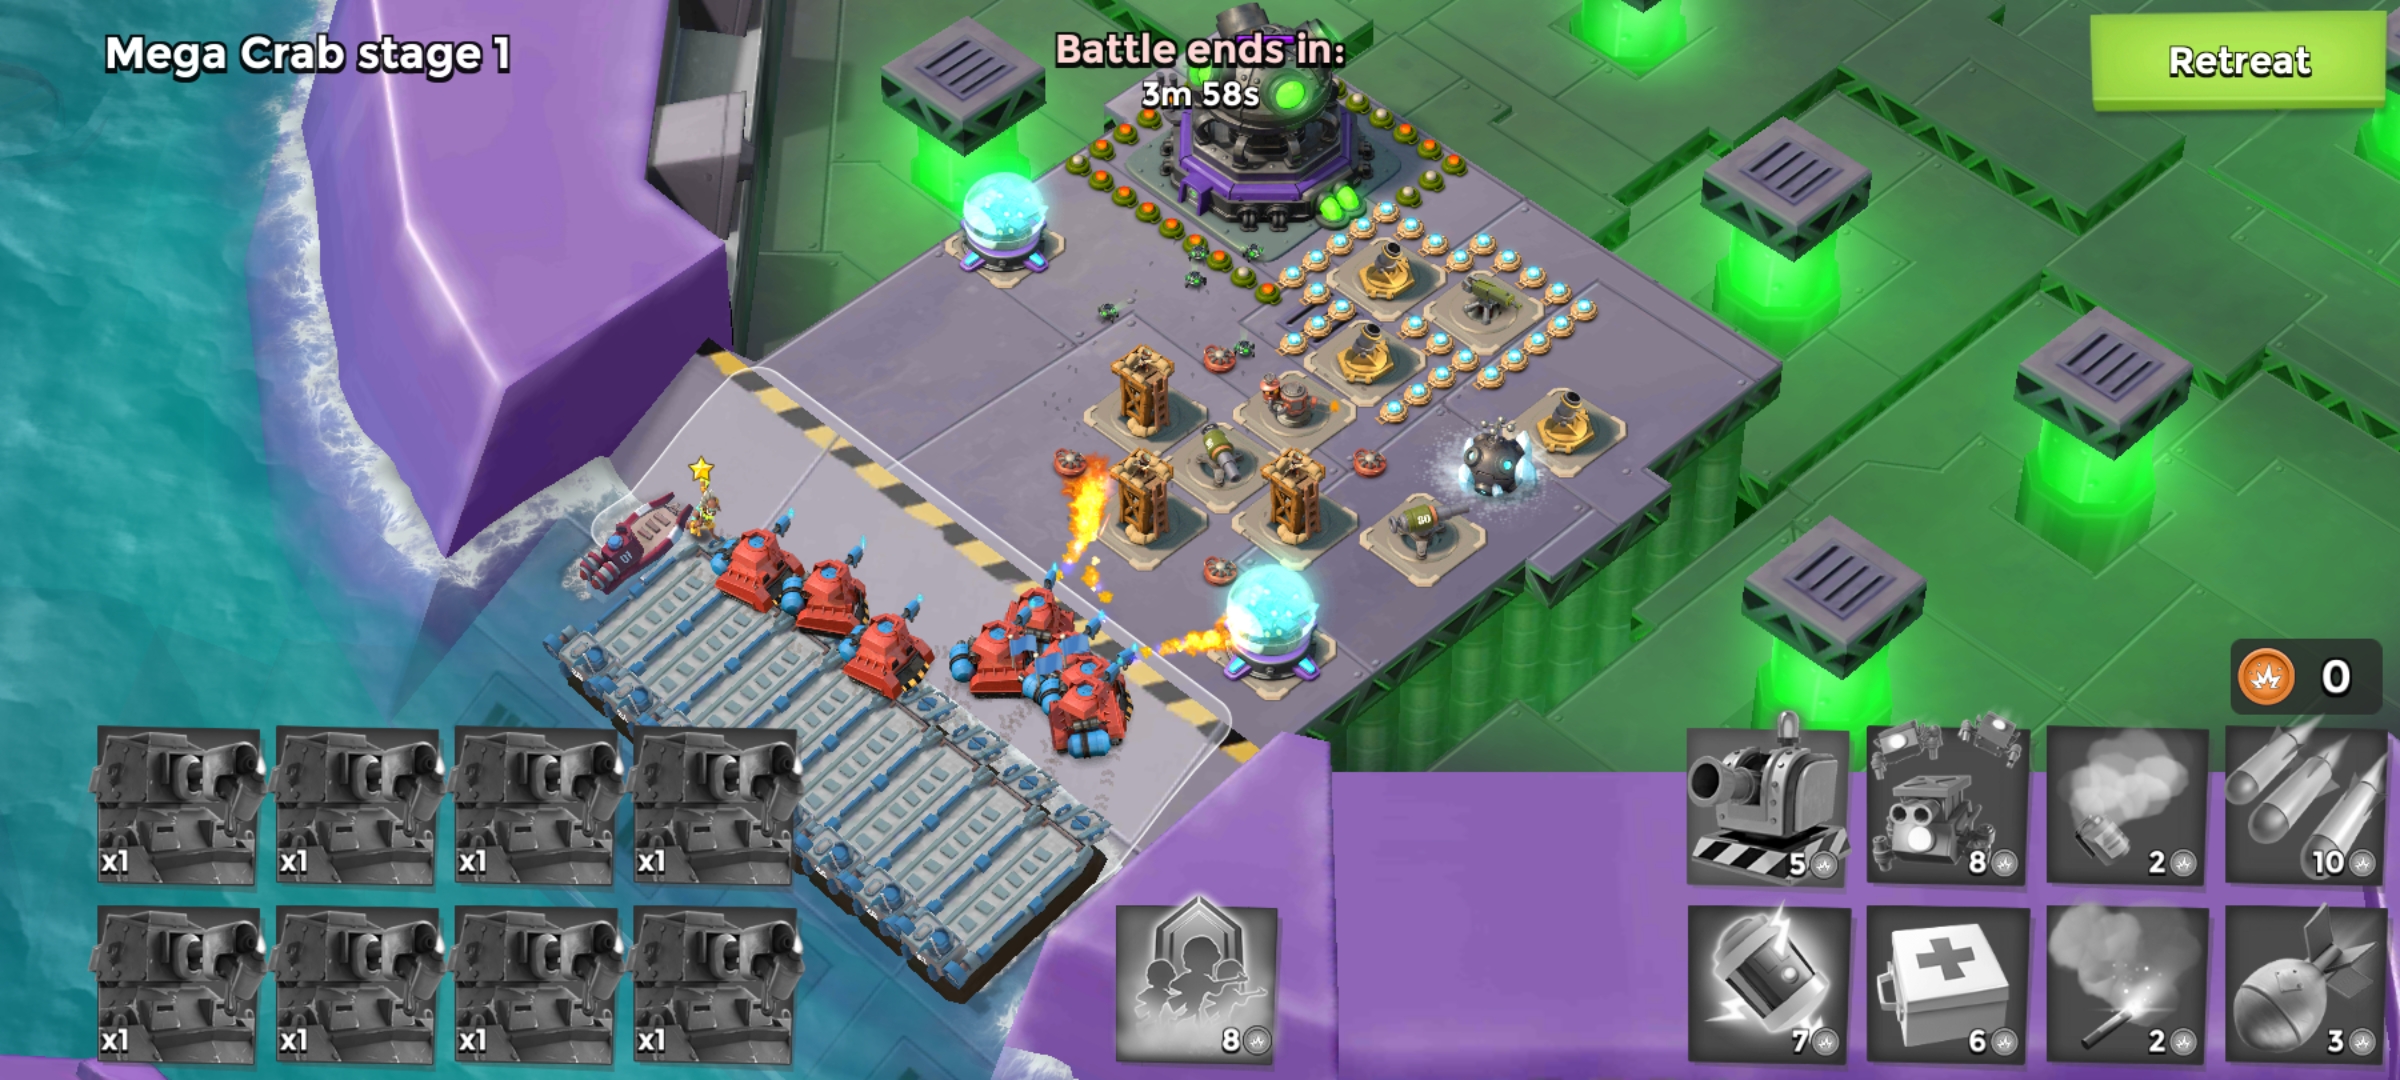 Mega Crab stage 1
Battle ends in:
3m 58s
Retreat
0
x1
x1
x1
x1
5
8
2
10
x1
x1
x1
x1
8
7
6
2
3